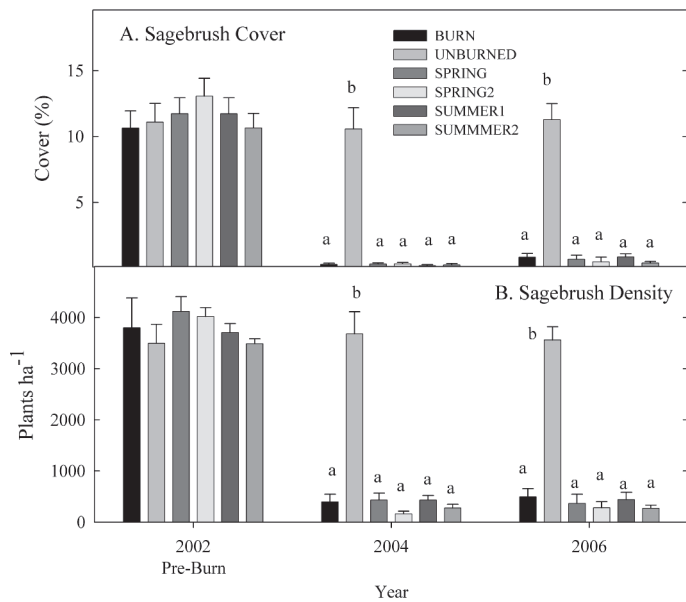 A. Sagebrush Cover
BURN
UNBURNED
SPRING
SPRING2
SUMMER1
SUMMMER2
Cover (%)
15
10
5
b
b
a
a a a a
a
a a a a
B. Sagebrush Density
Plants ha-1
4000
3000
2000
1000
0
b
b
a
a a a a
a
a a a a
2002 2004 2006
Pre-Burn
Year